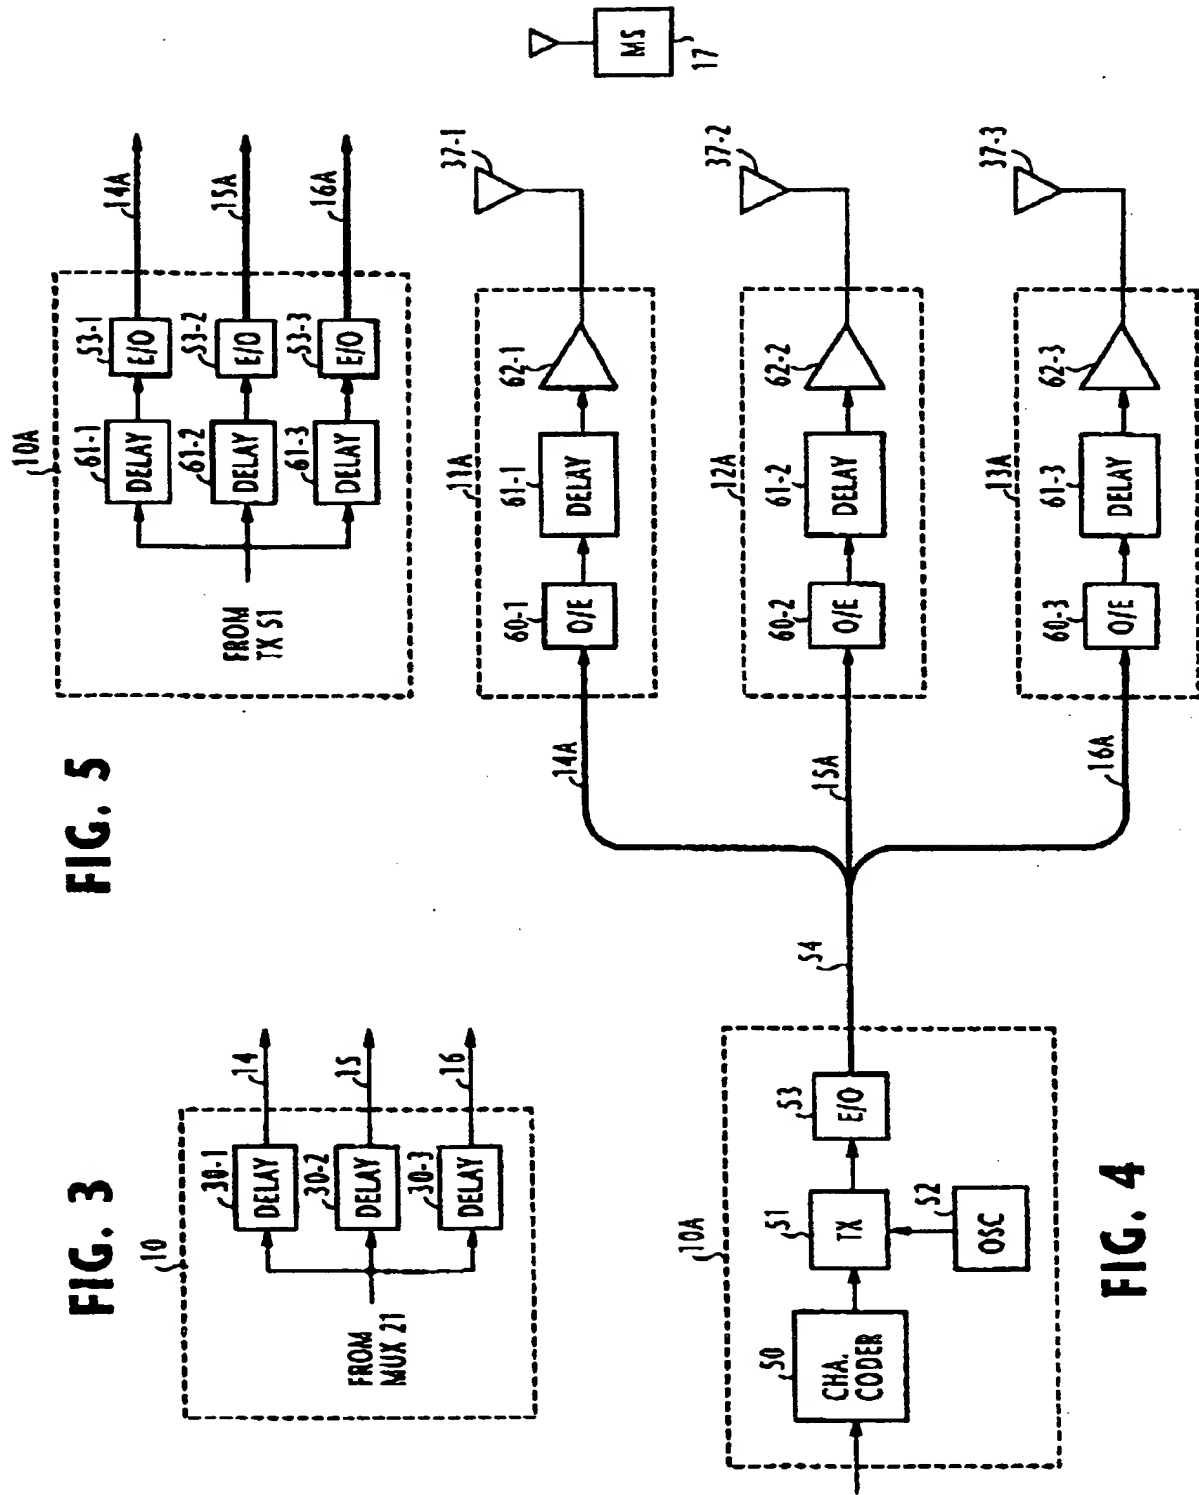 FIG. 3
10
FROM
MUX 21
30-1
DELAY
14
30-2
DELAY
15
30-3
DELAY
16
FIG. 5
10A
FROM
TX 51
61-1
DELAY
53-1
E/O
14A
61-2
DELAY
53-2
E/O
15A
61-3
DELAY
53-3
E/O
16A
FIG. 4
10A
50
CHA.
CODER
51
TX
52
OSC
53
E/O
54
14A
11A
60-1
O/E
61-1
DELAY
62-1
37-1
15A
12A
60-2
O/E
61-2
DELAY
62-2
37-2
16A
13A
60-3
O/E
61-3
DELAY
62-3
37-3
MS
17